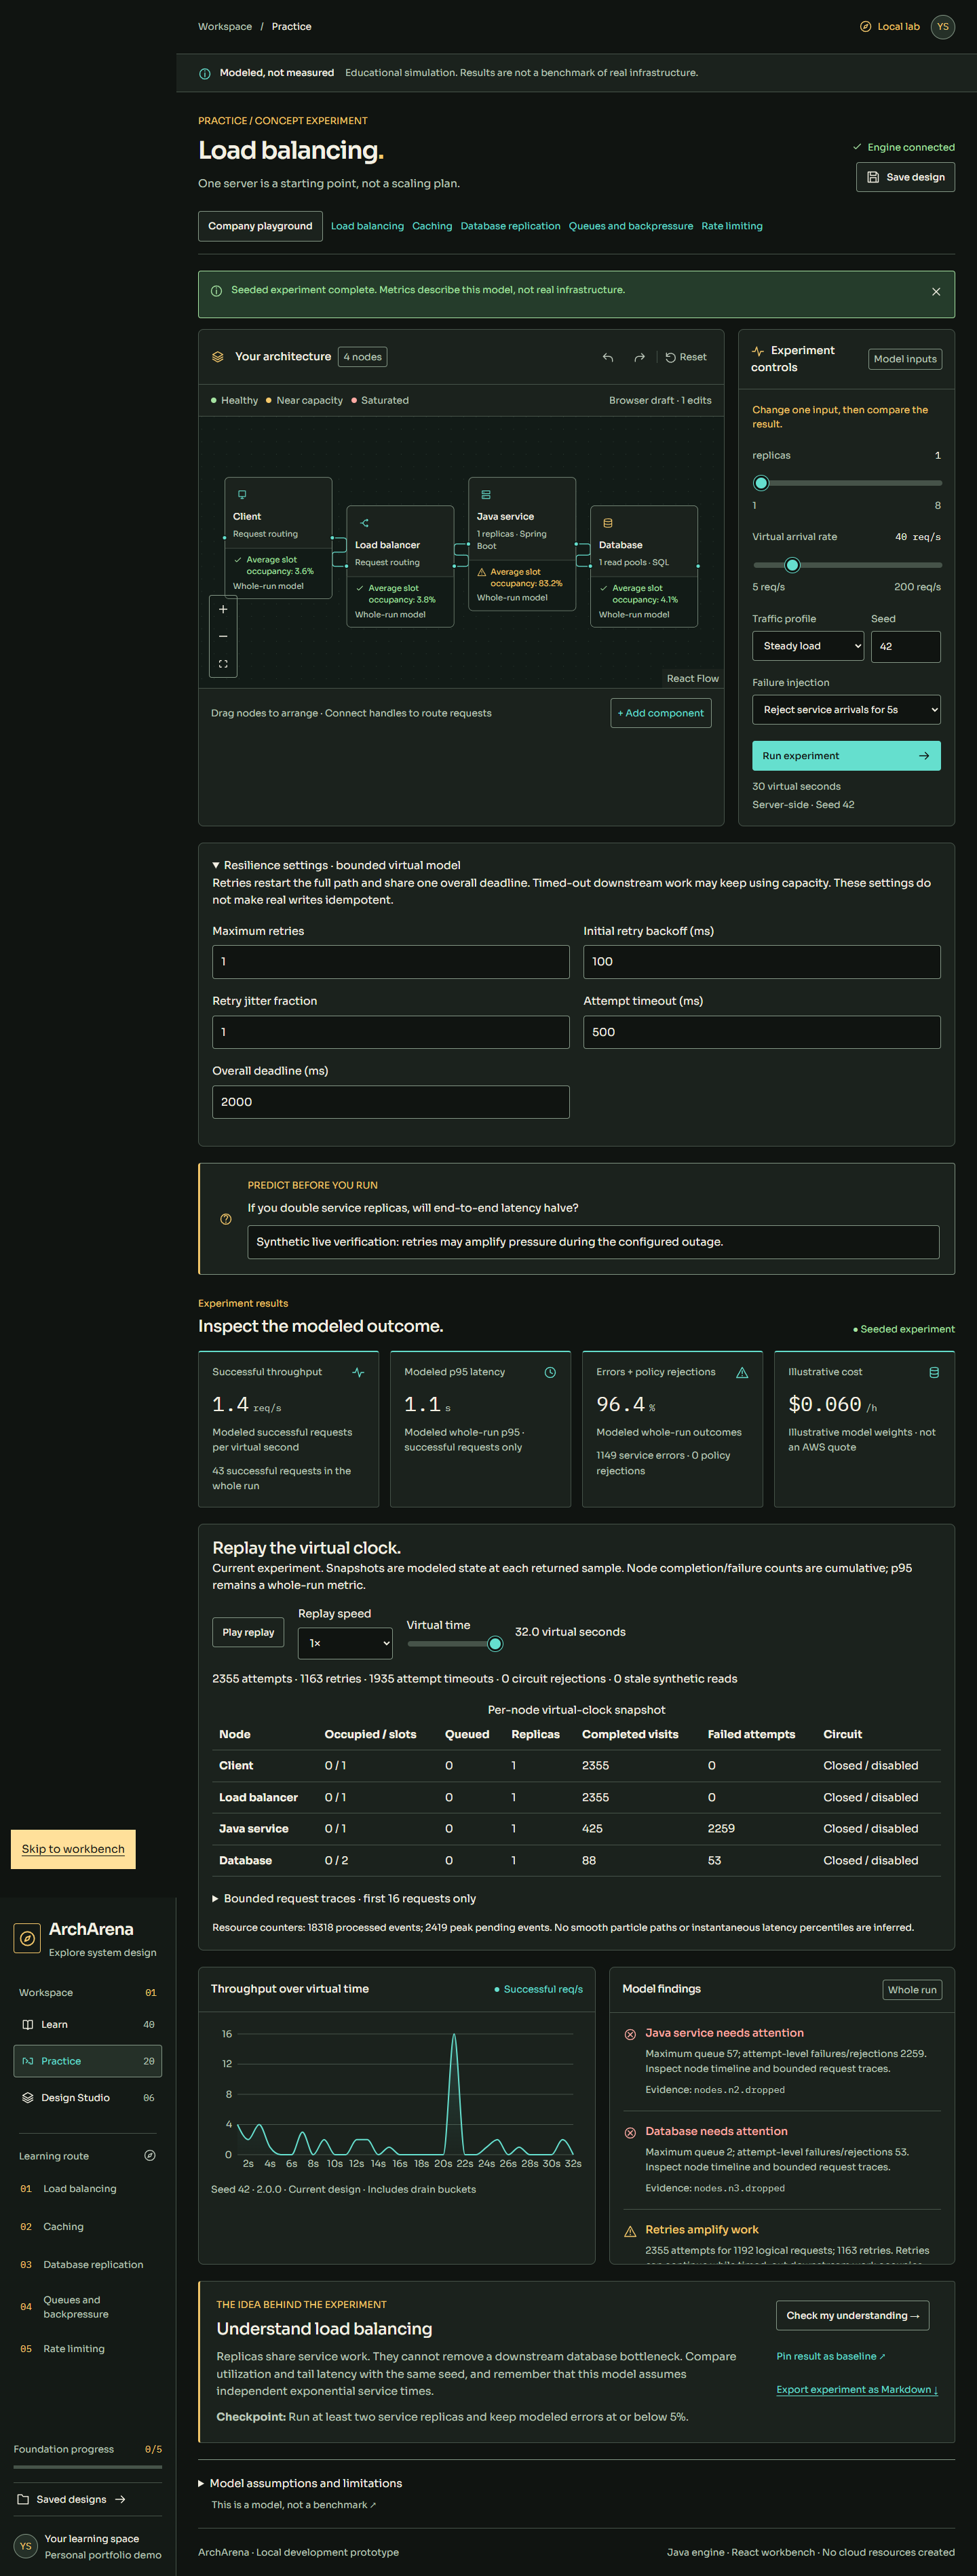 Workspace / Practice
Local lab
YS
Modeled, not measured Educational simulation. Results are not a benchmark of real infrastructure.
PRACTICE / CONCEPT EXPERIMENT
Load balancing.
One server is a starting point, not a scaling plan.
Engine connected
Save design
Company playground Load balancing Caching Database replication Queues and backpressure Rate limiting
Seeded experiment complete. Metrics describe this model, not real infrastructure.
Your architecture 4 nodes
Reset
Healthy Near capacity Saturated
Browser draft · 1 edits
Client
Request routing
Average slot
occupancy: 3.6%
Whole-run model
Load balancer
Request routing
Average slot
occupancy: 3.8%
Whole-run model
Java service
1 replicas · Spring
Boot
Average slot
occupancy: 83.2%
Whole-run model
Database
1 read pools · SQL
Average slot
occupancy: 4.1%
Whole-run model
React Flow
Drag nodes to arrange · Connect handles to route requests
+ Add component
Experiment
controls
Model inputs
Change one input, then compare the
result.
replicas 1
1 8
Virtual arrival rate 40 req/s
5 req/s 200 req/s
Traffic profile Seed
Steady load 42
Failure injection
Reject service arrivals for 5s
Run experiment →
30 virtual seconds
Server-side · Seed 42
▼ Resilience settings · bounded virtual model
Retries restart the full path and share one overall deadline. Timed-out downstream work may keep using capacity. These settings do
not make real writes idempotent.
Maximum retries Initial retry backoff (ms)
1 100
Retry jitter fraction Attempt timeout (ms)
1 500
Overall deadline (ms)
2000
PREDICT BEFORE YOU RUN
If you double service replicas, will end-to-end latency halve?
Synthetic live verification: retries may amplify pressure during the configured outage.
Experiment results
Inspect the modeled outcome.
Seeded experiment
Successful throughput
1.4 req/s
Modeled successful requests
per virtual second
43 successful requests in the
whole run
Modeled p95 latency
1.1 s
Modeled whole-run p95 ·
successful requests only
Errors + policy rejections
96.4 %
Modeled whole-run outcomes
1149 service errors · 0 policy
rejections
Illustrative cost
$0.060 /h
Illustrative model weights · not
an AWS quote
Replay the virtual clock.
Current experiment. Snapshots are modeled state at each returned sample. Node completion/failure counts are cumulative; p95
remains a whole-run metric.
Play replay
Replay speed
1×
Virtual time
32.0 virtual seconds
2355 attempts · 1163 retries · 1935 attempt timeouts · 0 circuit rejections · 0 stale synthetic reads
Per-node virtual-clock snapshot
Node Occupied / slots Queued Replicas Completed visits Failed attempts Circuit
Client 0 / 1 0 1 2355 0 Closed / disabled
Load balancer 0 / 1 0 1 2355 0 Closed / disabled
Java service 0 / 1 0 1 425 2259 Closed / disabled
Database 0 / 2 0 1 88 53 Closed / disabled
▶ Bounded request traces · first 16 requests only
Resource counters: 18318 processed events; 2419 peak pending events. No smooth particle paths or instantaneous latency percentiles are inferred.
Throughput over virtual time
Successful req/s
16
12
8
4
0
2s 4s 6s 8s 10s 12s 14s 16s 18s 20s 22s 24s 26s 28s 30s 32s
Seed 42 · 2.0.0 · Current design · Includes drain buckets
Model findings
Whole run
Java service needs attention
Maximum queue 57; attempt-level failures/rejections 2259.
Inspect node timeline and bounded request traces.
Evidence: nodes.n2.dropped
Database needs attention
Maximum queue 2; attempt-level failures/rejections 53.
Inspect node timeline and bounded request traces.
Evidence: nodes.n3.dropped
Retries amplify work
2355 attempts for 1192 logical requests; 1163 retries. Retries
THE IDEA BEHIND THE EXPERIMENT
Understand load balancing
Replicas share service work. They cannot remove a downstream database bottleneck. Compare
utilization and tail latency with the same seed, and remember that this model assumes
independent exponential service times.
Checkpoint: Run at least two service replicas and keep modeled errors at or below 5%.
Check my understanding →
Pin result as baseline ↗
Export experiment as Markdown ↓
▶ Model assumptions and limitations
This is a model, not a benchmark ↗
ArchArena · Local development prototype
Java engine · React workbench · No cloud resources created
Skip to workbench
ArchArena
Explore system design
Workspace 01
Learn 40
Practice 20
Design Studio 06
Learning route
01 Load balancing
02 Caching
03 Database replication
04 Queues and
backpressure
05 Rate limiting
Foundation progress 0/5
Saved designs →
YS
Your learning space
Personal portfolio demo